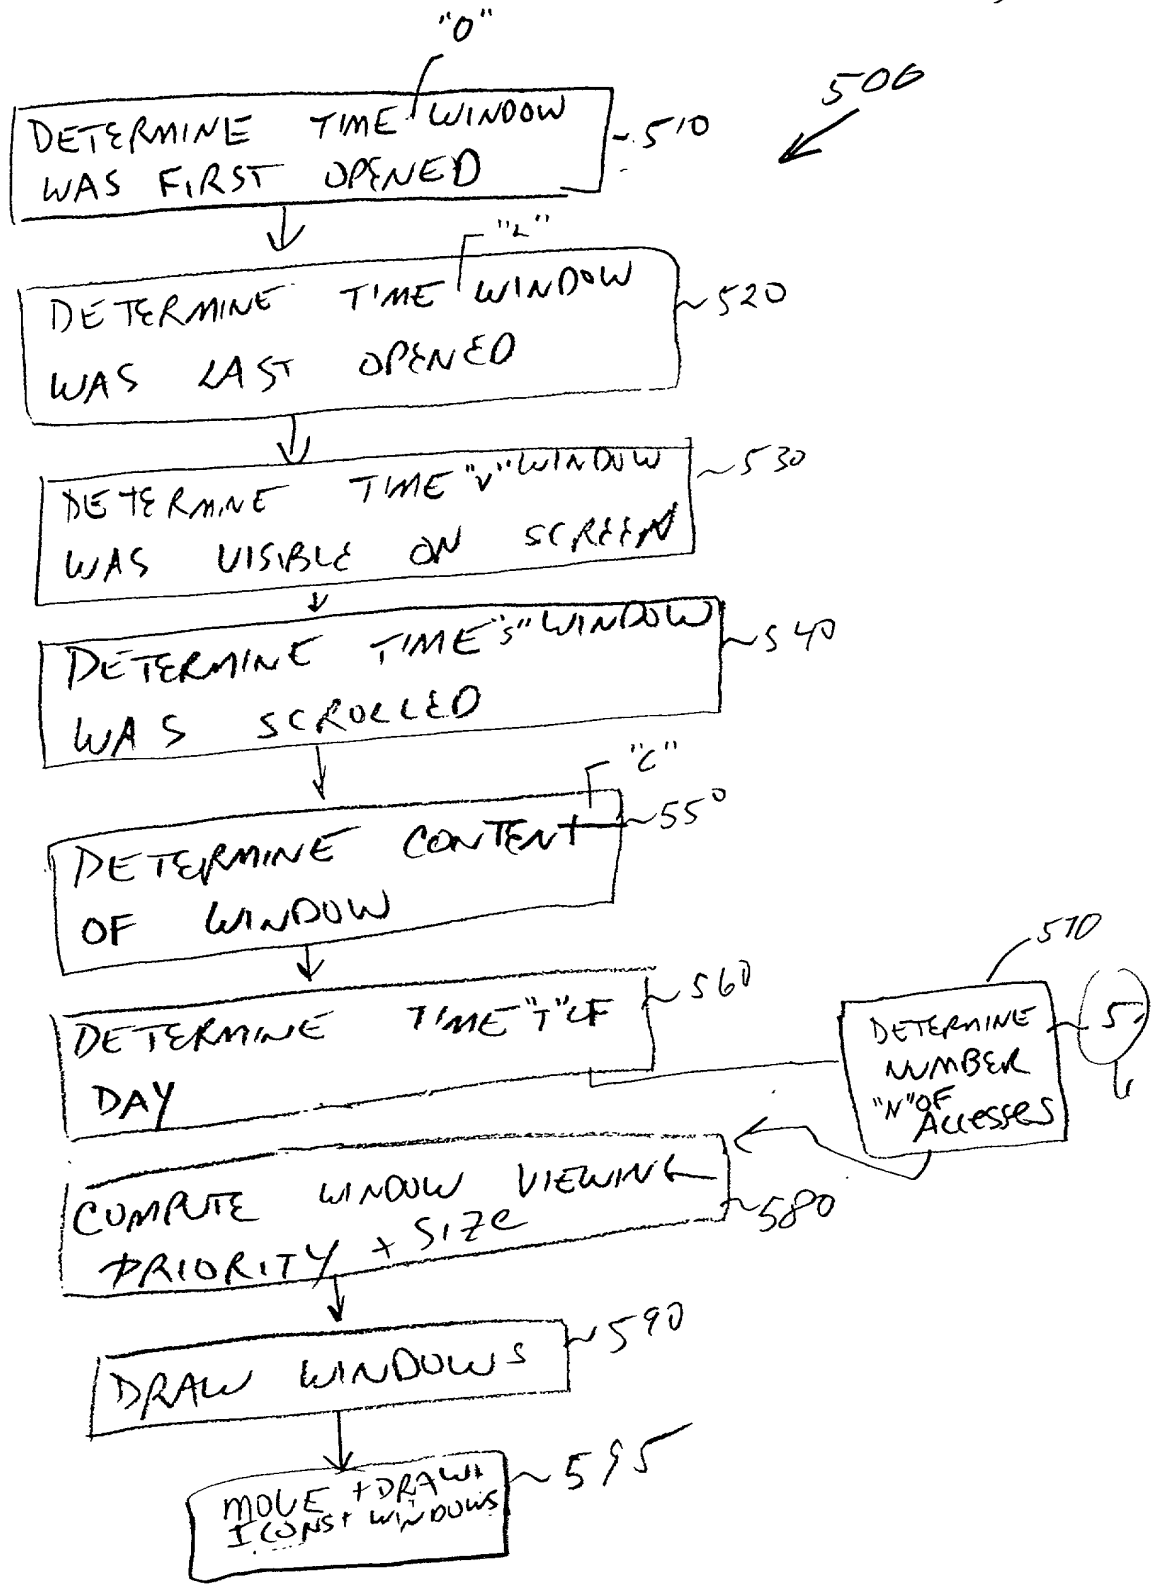 "O"
500
DETERMINE TIME WINDOW
WAS FIRST OPENED
510
"L"
DETERMINE TIME WINDOW
WAS LAST OPENED
520
DETERMINE TIME "V" WINDOW
WAS VISIBLE ON SCREEN
530
DETERMINE TIME "S" WINDOW
WAS SCROLLED
540
"C"
DETERMINE CONTENT
OF WINDOW
550
DETERMINE TIME "T" OF
DAY
560
570
DETERMINE
NUMBER
"N" OF
ACCESSES
5
COMPUTE WINDOW VIEWING
PRIORITY + SIZE
580
DRAW WINDOWS
590
MOVE + DRAW
ICONS + WINDOWS
595